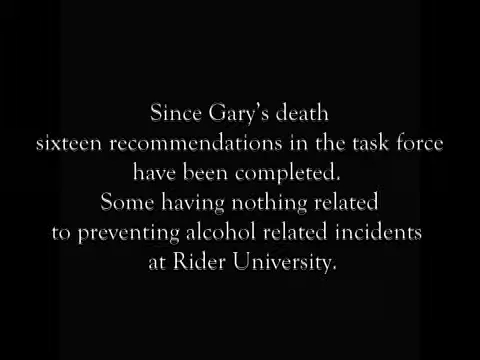 Since Gary's death
sixteen recommendations in the task force
have been completed.
Some having nothing related
to preventing alcohol related incidents
at Rider University.